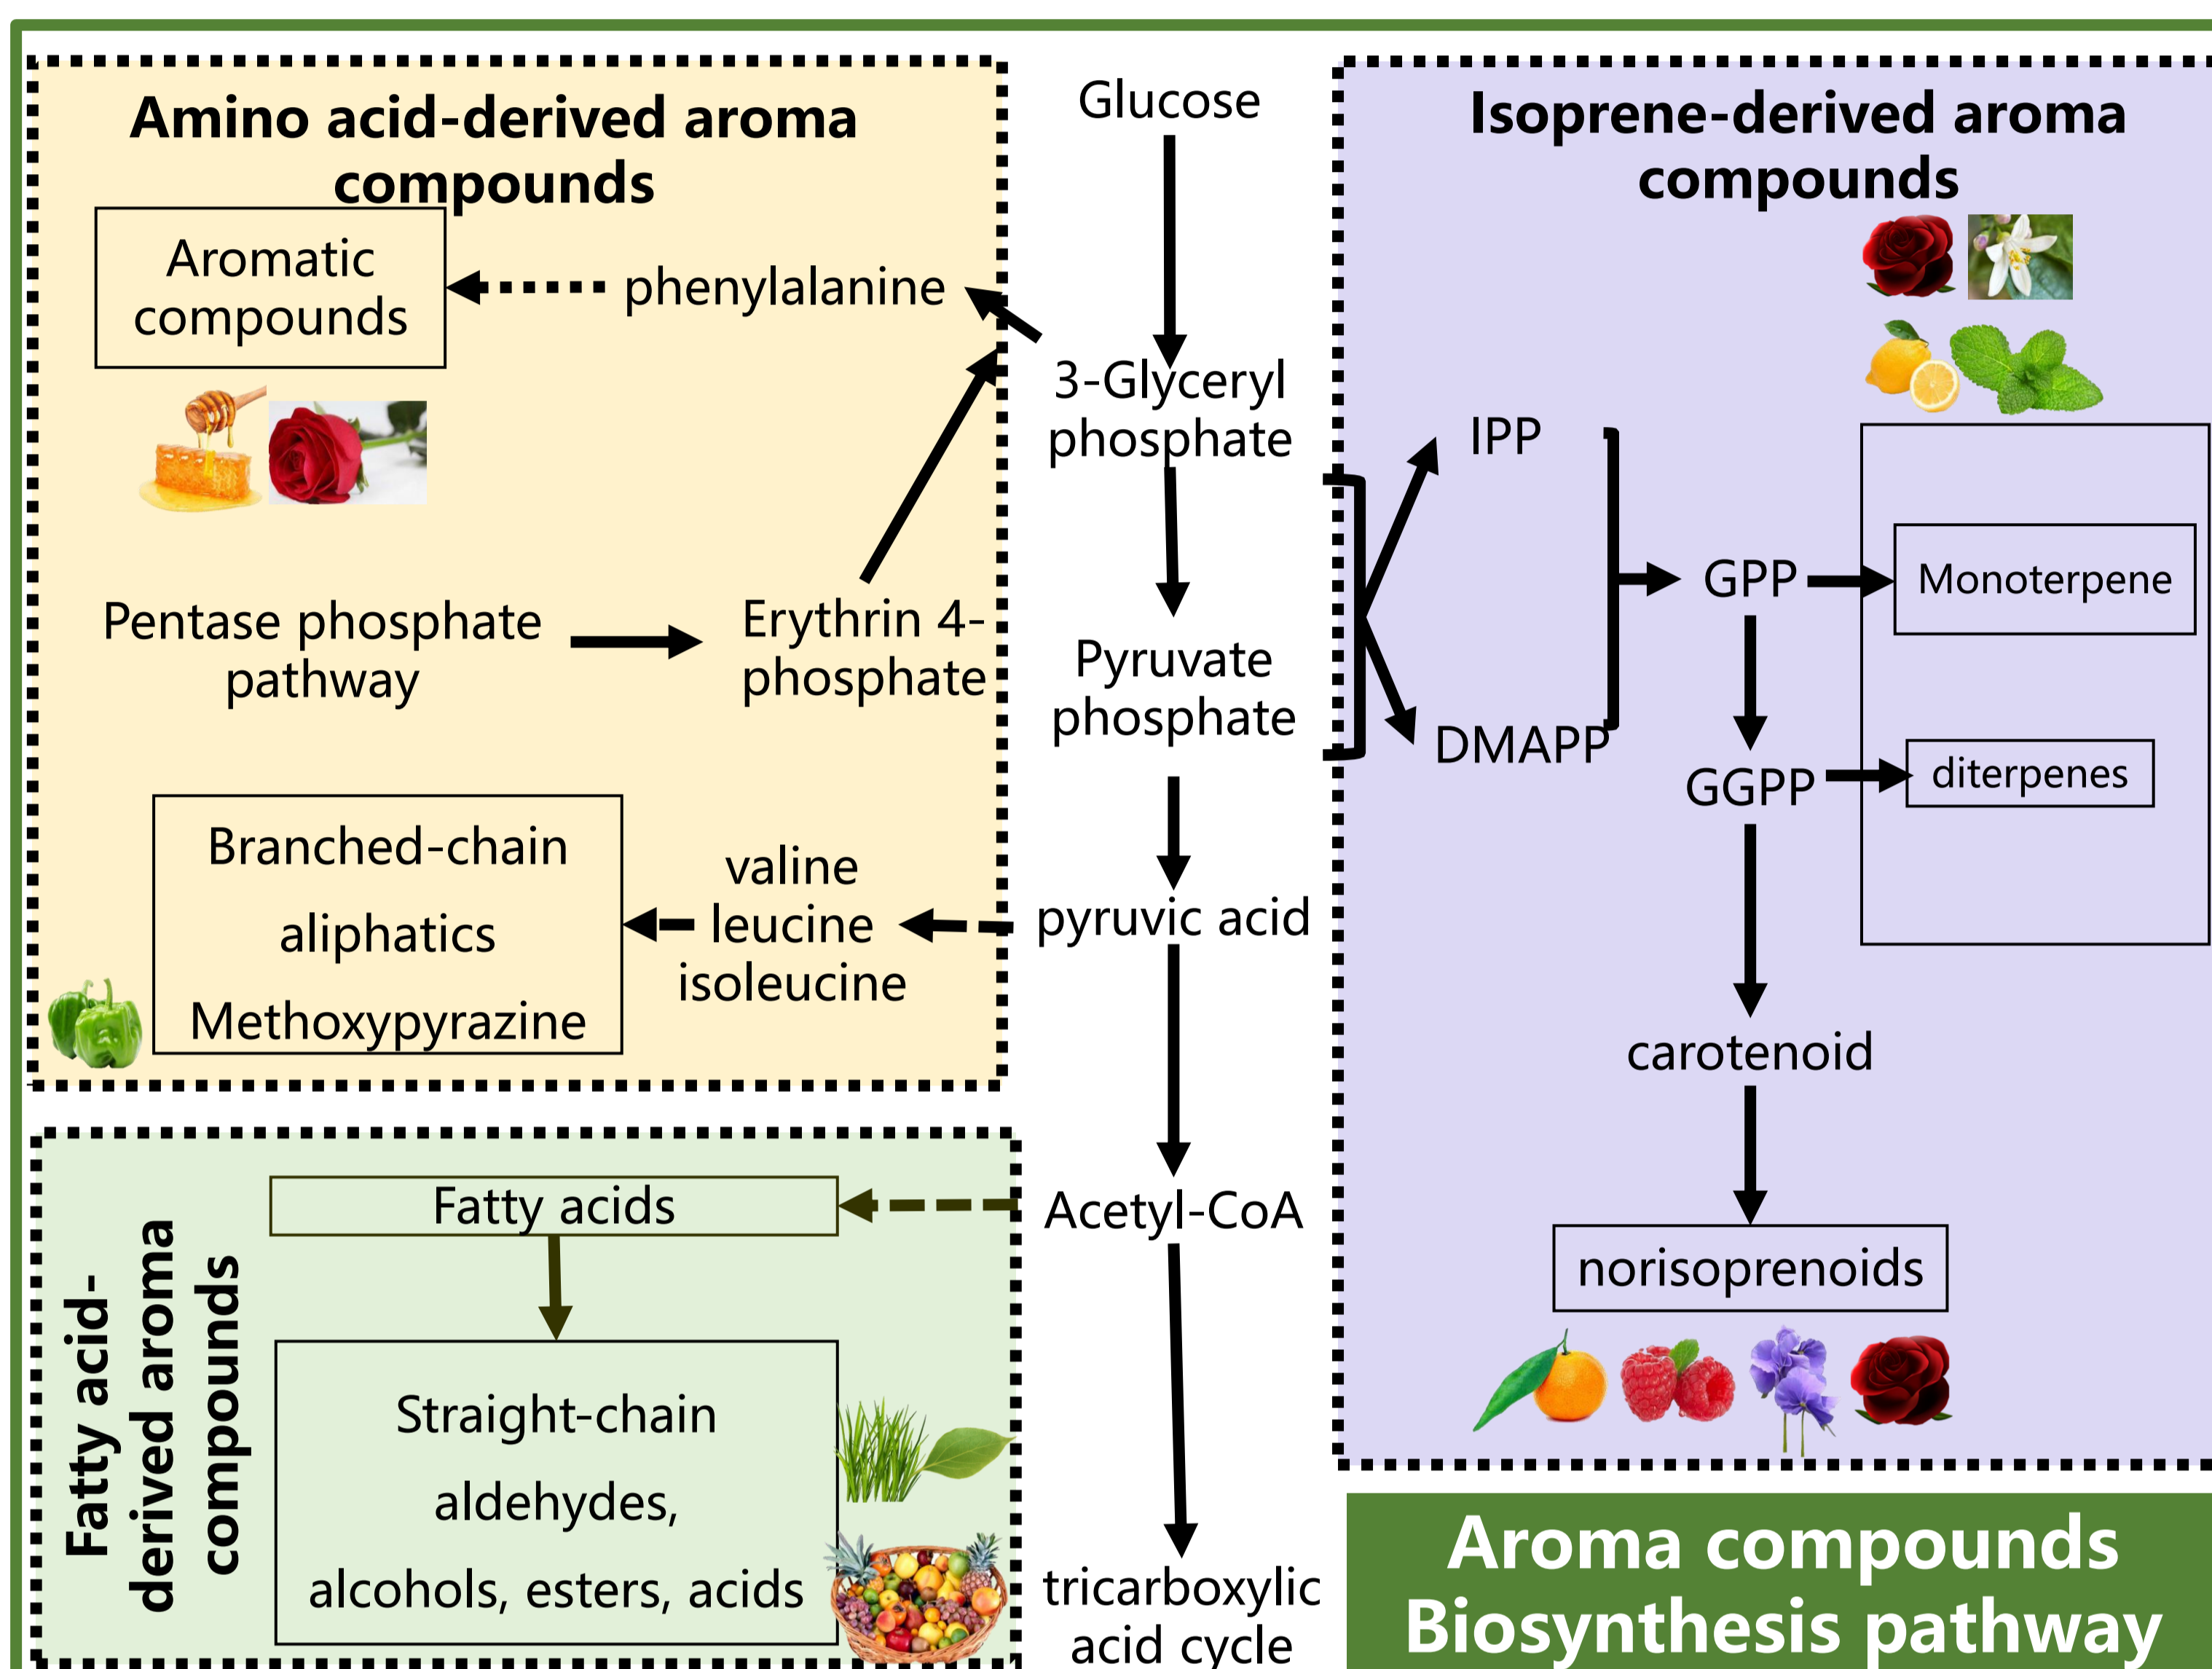 Amino acid-derived aroma
compounds
Aromatic
compounds
phenylalanine
Pentase phosphate
pathway
Erythrin 4-
phosphate
Branched-chain
aliphatics
Methoxypyrazine
valine
leucine
isoleucine
Fatty acid-
derived aroma
compounds
Fatty acids
Straight-chain
aldehydes,
alcohols, esters, acids
Glucose
3-Glyceryl
phosphate
Pyruvate
phosphate
pyruvic acid
Acetyl-CoA
tricarboxylic
acid cycle
Isoprene-derived aroma
compounds
IPP
DMAPP
GPP
Monoterpene
GGPP
diterpenes
carotenoid
norisoprenoids
Aroma compounds
Biosynthesis pathway